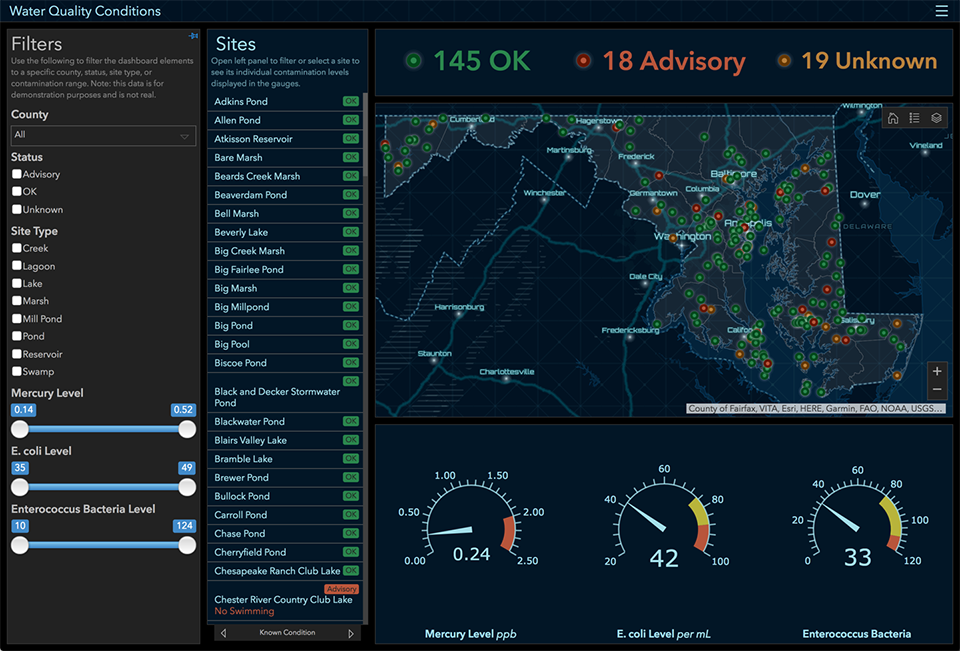 Water Quality Conditions
Filters
Use the following to filter the dashboard elements
to a specific county, status, site type, or
contamination range. Note: this data is for
demonstration purposes and is not real.
County
All
Status
Advisory
OK
Unknown
Site Type
Creek
Lagoon
Lake
Marsh
Mill Pond
Pond
Reservoir
Swamp
Mercury Level
0.14 0.52
E. coli Level
35 49
Enterococcus Bacteria Level
10 124
Sites
Open left panel to filter or select a site to
see its individual contamination levels
displayed in the gauges.
Adkins Pond OK
Allen Pond OK
Atkisson Reservoir OK
Bare Marsh OK
Beards Creek Marsh OK
Beaverdam Pond OK
Bell Marsh OK
Beverly Lake OK
Big Creek Marsh OK
Big Fairlee Pond OK
Big Marsh OK
Big Millpond OK
Big Pond OK
Big Pool OK
Biscoe Pond OK
OK
Black and Decker Stormwater
Pond
Blackwater Pond OK
Blairs Valley Lake OK
Bramble Lake OK
Brewer Pond OK
Bullock Pond OK
Carroll Pond OK
Chase Pond OK
Cherryfield Pond OK
Chesapeake Ranch Club Lake OK
Advisory
Chester River Country Club Lake
No Swimming
Known Condition
145 OK
18 Advisory
19 Unknown
Wilmington
Cumberland
Hagerstown
Vineland
Martinsburg
Frederick
Baltimore
Winchester
Germantown
Columbia
Dover
Annapolis
DELAWARE
Washington
Dale City
Harrisonburg
Fredericksburg
Salisbury
Staunton
Charlottesville
+
−
County of Fairfax, VITA, Esri, HERE, Garmin, FAO, NOAA, USGS...
0.00 0.50 1.00 1.50 2.00 2.50
0.24
Mercury Level ppb
20 40 60 80 100
42
E. coli Level per mL
0 20 40 60 80 100 120
33
Enterococcus Bacteria